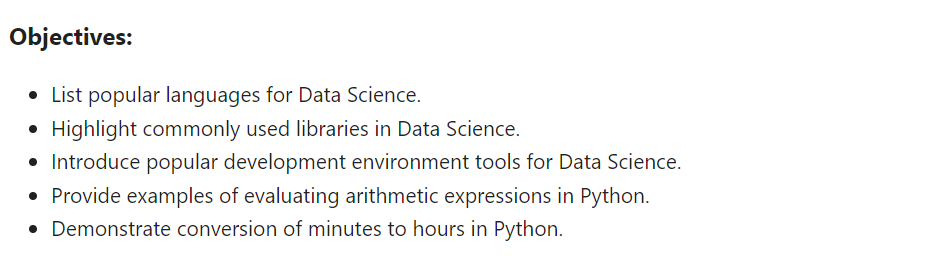 Objectives:
• List popular languages for Data Science.
• Highlight commonly used libraries in Data Science.
• Introduce popular development environment tools for Data Science.
• Provide examples of evaluating arithmetic expressions in Python.
• Demonstrate conversion of minutes to hours in Python.